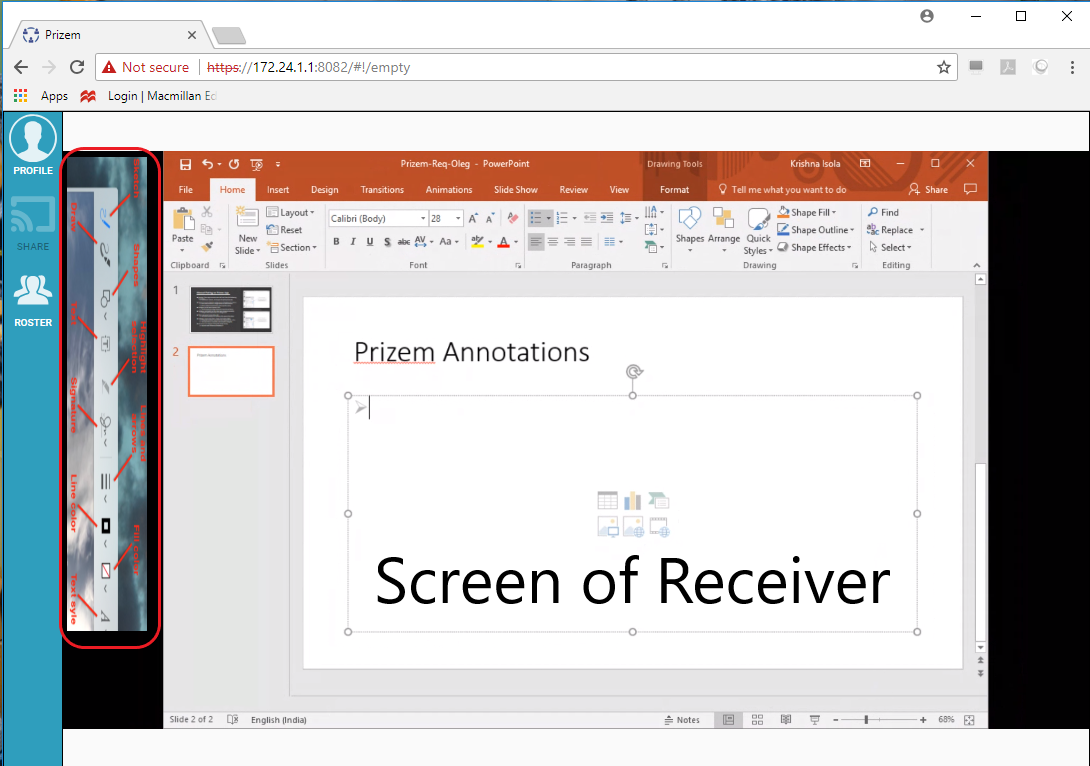 Prizem
Not secure | https://172.24.1.1:8082/#!/empty
Apps
Login | Macmillan Ed
PROFILE
SHARE
ROSTER
Sketch
Shapes
Highlight
selection
Line and
arrows
Fill color
Draw
Text
Signature
Line color
Text syle
Prizem-Req-Oleg - PowerPoint
Drawing Tools
Krishna Isola
File
Home
Insert
Design
Transitions
Animations
Slide Show
Review
View
Format
Tell me what you want to do
Share
Paste
New
Slide
Layout
Reset
Section
Calibri (Body)
28
B I U S abc AV Aa
A
Shapes
Arrange
Quick
Styles
Shape Fill
Shape Outline
Shape Effects
Find
Replace
Select
Clipboard
Slides
Font
Paragraph
Drawing
Editing
1
2
Prizem Annotations
Screen of Receiver
Slide 2 of 2
English (India)
Notes
68%